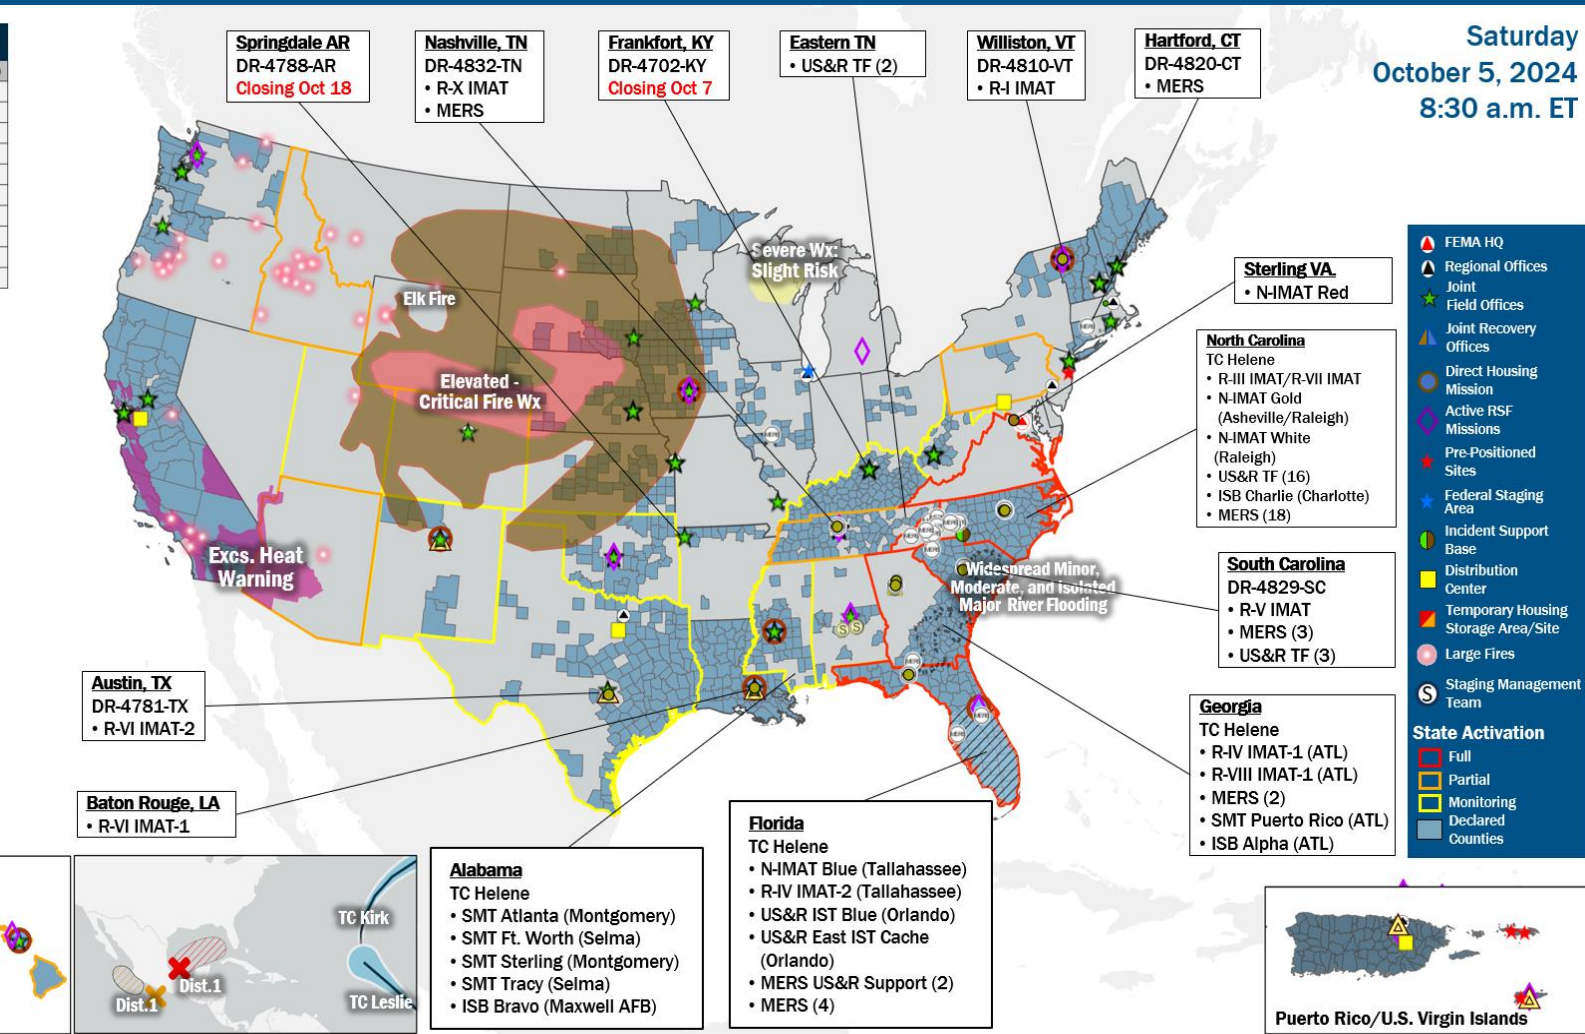 Saturday
October 5, 2024
8:30 a.m. ET
Springdale AR
DR-4788-AR
Closing Oct 18
Nashville, TN
DR-4832-TN
• R-X IMAT
• MERS
Frankfort, KY
DR-4702-KY
Closing Oct 7
Eastern TN
• US&R TF (2)
Williston, VT
DR-4810-VT
• R-I IMAT
Hartford, CT
DR-4820-CT
• MERS
Sterling VA.
• N-IMAT Red
North Carolina
TC Helene
• R-III IMAT/R-VII IMAT
• N-IMAT Gold
(Asheville/Raleigh)
• N-IMAT White
(Raleigh)
• US&R TF (16)
• ISB Charlie (Charlotte)
• MERS (18)
South Carolina
DR-4829-SC
• R-V IMAT
• MERS (3)
• US&R TF (3)
Georgia
TC Helene
• R-IV IMAT-1 (ATL)
• R-VIII IMAT-1 (ATL)
• MERS (2)
• SMT Puerto Rico (ATL)
• ISB Alpha (ATL)
Florida
TC Helene
• N-IMAT Blue (Tallahassee)
• R-IV IMAT-2 (Tallahassee)
• US&R IST Blue (Orlando)
• US&R East IST Cache
(Orlando)
• MERS US&R Support (2)
• MERS (4)
Alabama
TC Helene
• SMT Atlanta (Montgomery)
• SMT Ft. Worth (Selma)
• SMT Sterling (Montgomery)
• SMT Tracy (Selma)
• ISB Bravo (Maxwell AFB)
Baton Rouge, LA
• R-VI IMAT-1
Austin, TX
DR-4781-TX
• R-VI IMAT-2
Elk Fire
Severe Wx:
Slight Risk
Elevated -
Critical Fire Wx
Excs. Heat
Warning
Widespread Minor,
Moderate, and Isolated
Major River Flooding
MERS
MERS
MERS
MERS
MERS
MERS
MERS
MERS
MERS
MERS
S
S
FEMA HQ
Regional Offices
Joint
Field Offices
Joint Recovery
Offices
Direct Housing
Mission
Active RSF
Missions
Pre-Positioned
Sites
Federal Staging
Area
Incident Support
Base
Distribution
Center
Temporary Housing
Storage Area/Site
Large Fires
S
Staging Management
Team
State Activation
Full
Partial
Monitoring
Declared
Counties
TC Kirk
TC Leslie
Dist.1
Dist.1
Puerto Rico/U.S. Virgin Islands